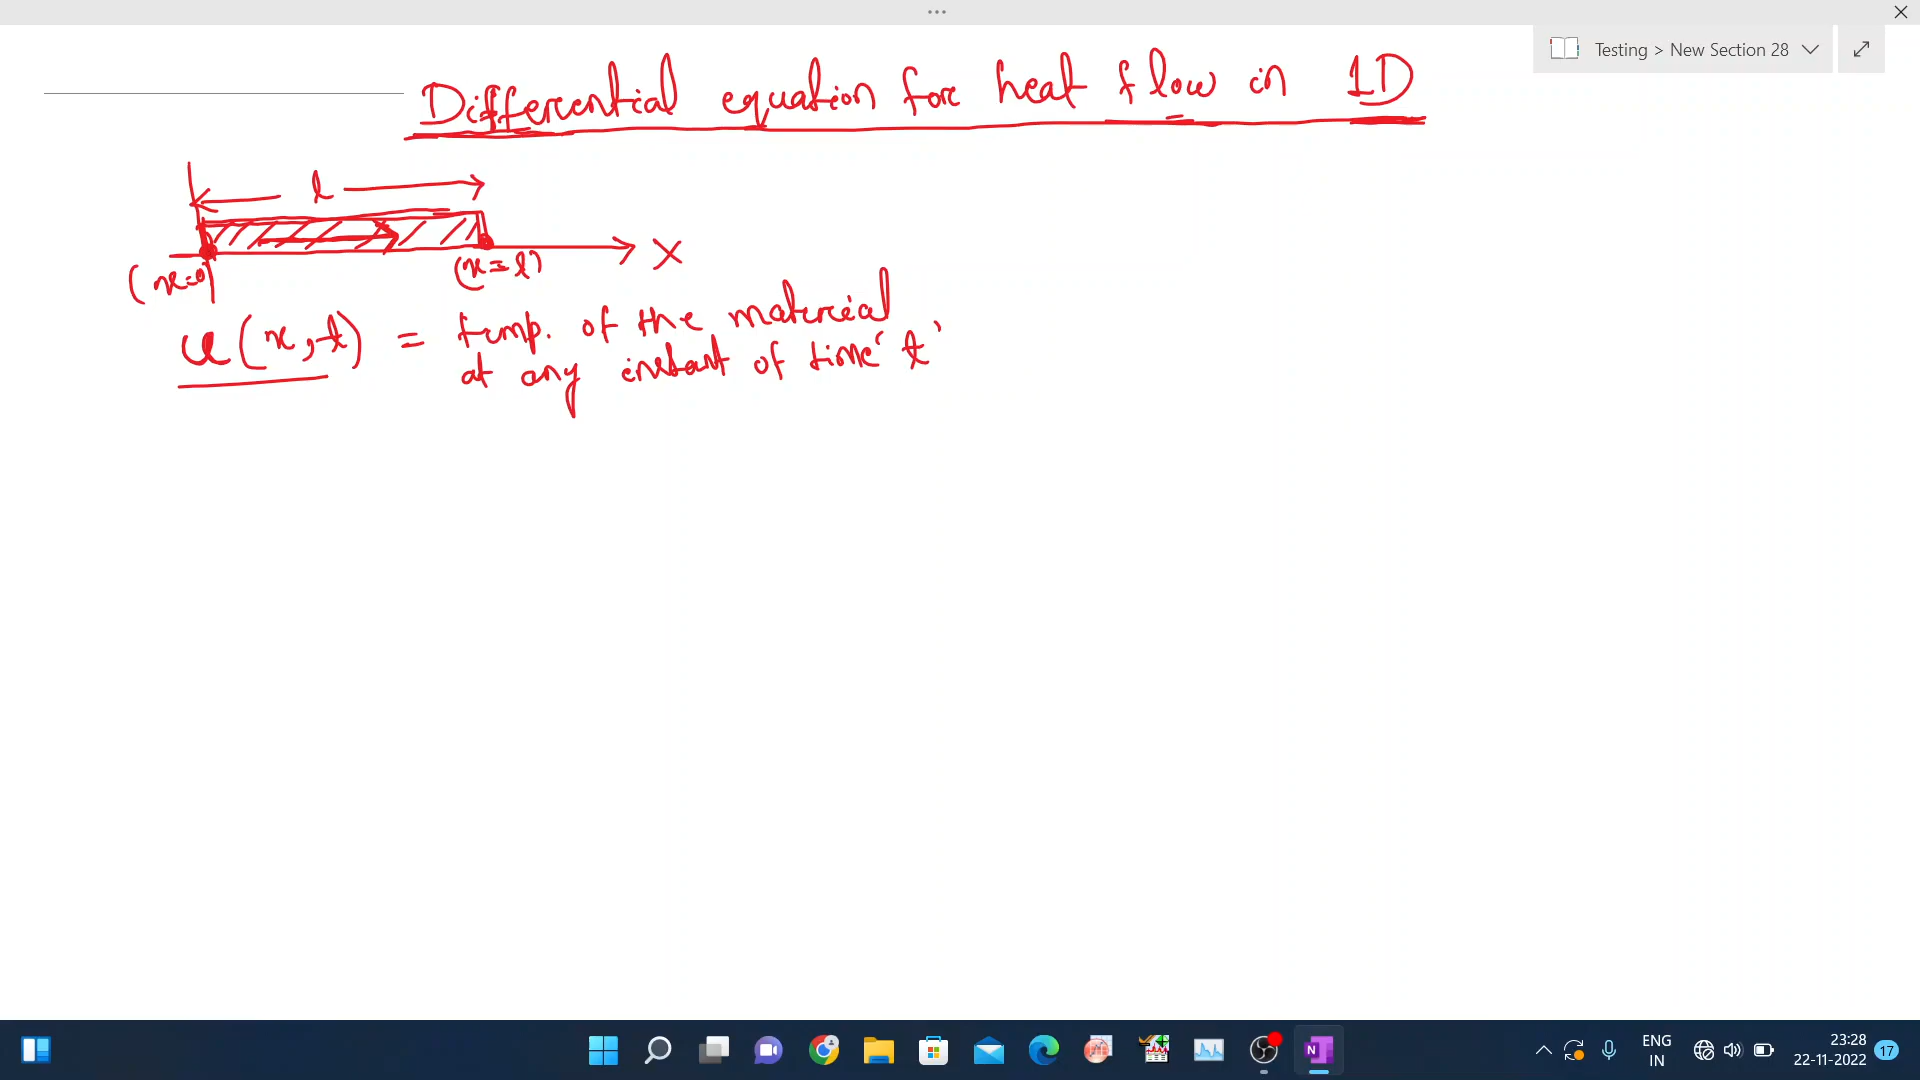 Testing > New Section 28
Differential equation for heat flow in 1D
l
X
(x=0)
(x=l)
u(x,t) = temp. of the material
at any instant of time 't'
ENG
IN
23:28
22-11-2022
17